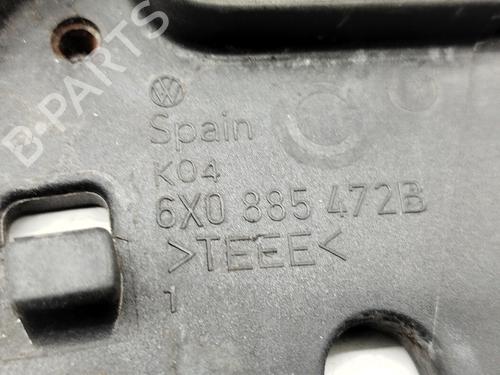 B-PARTS
Spain
K04
6X0 885 472B
>TEEE<
1